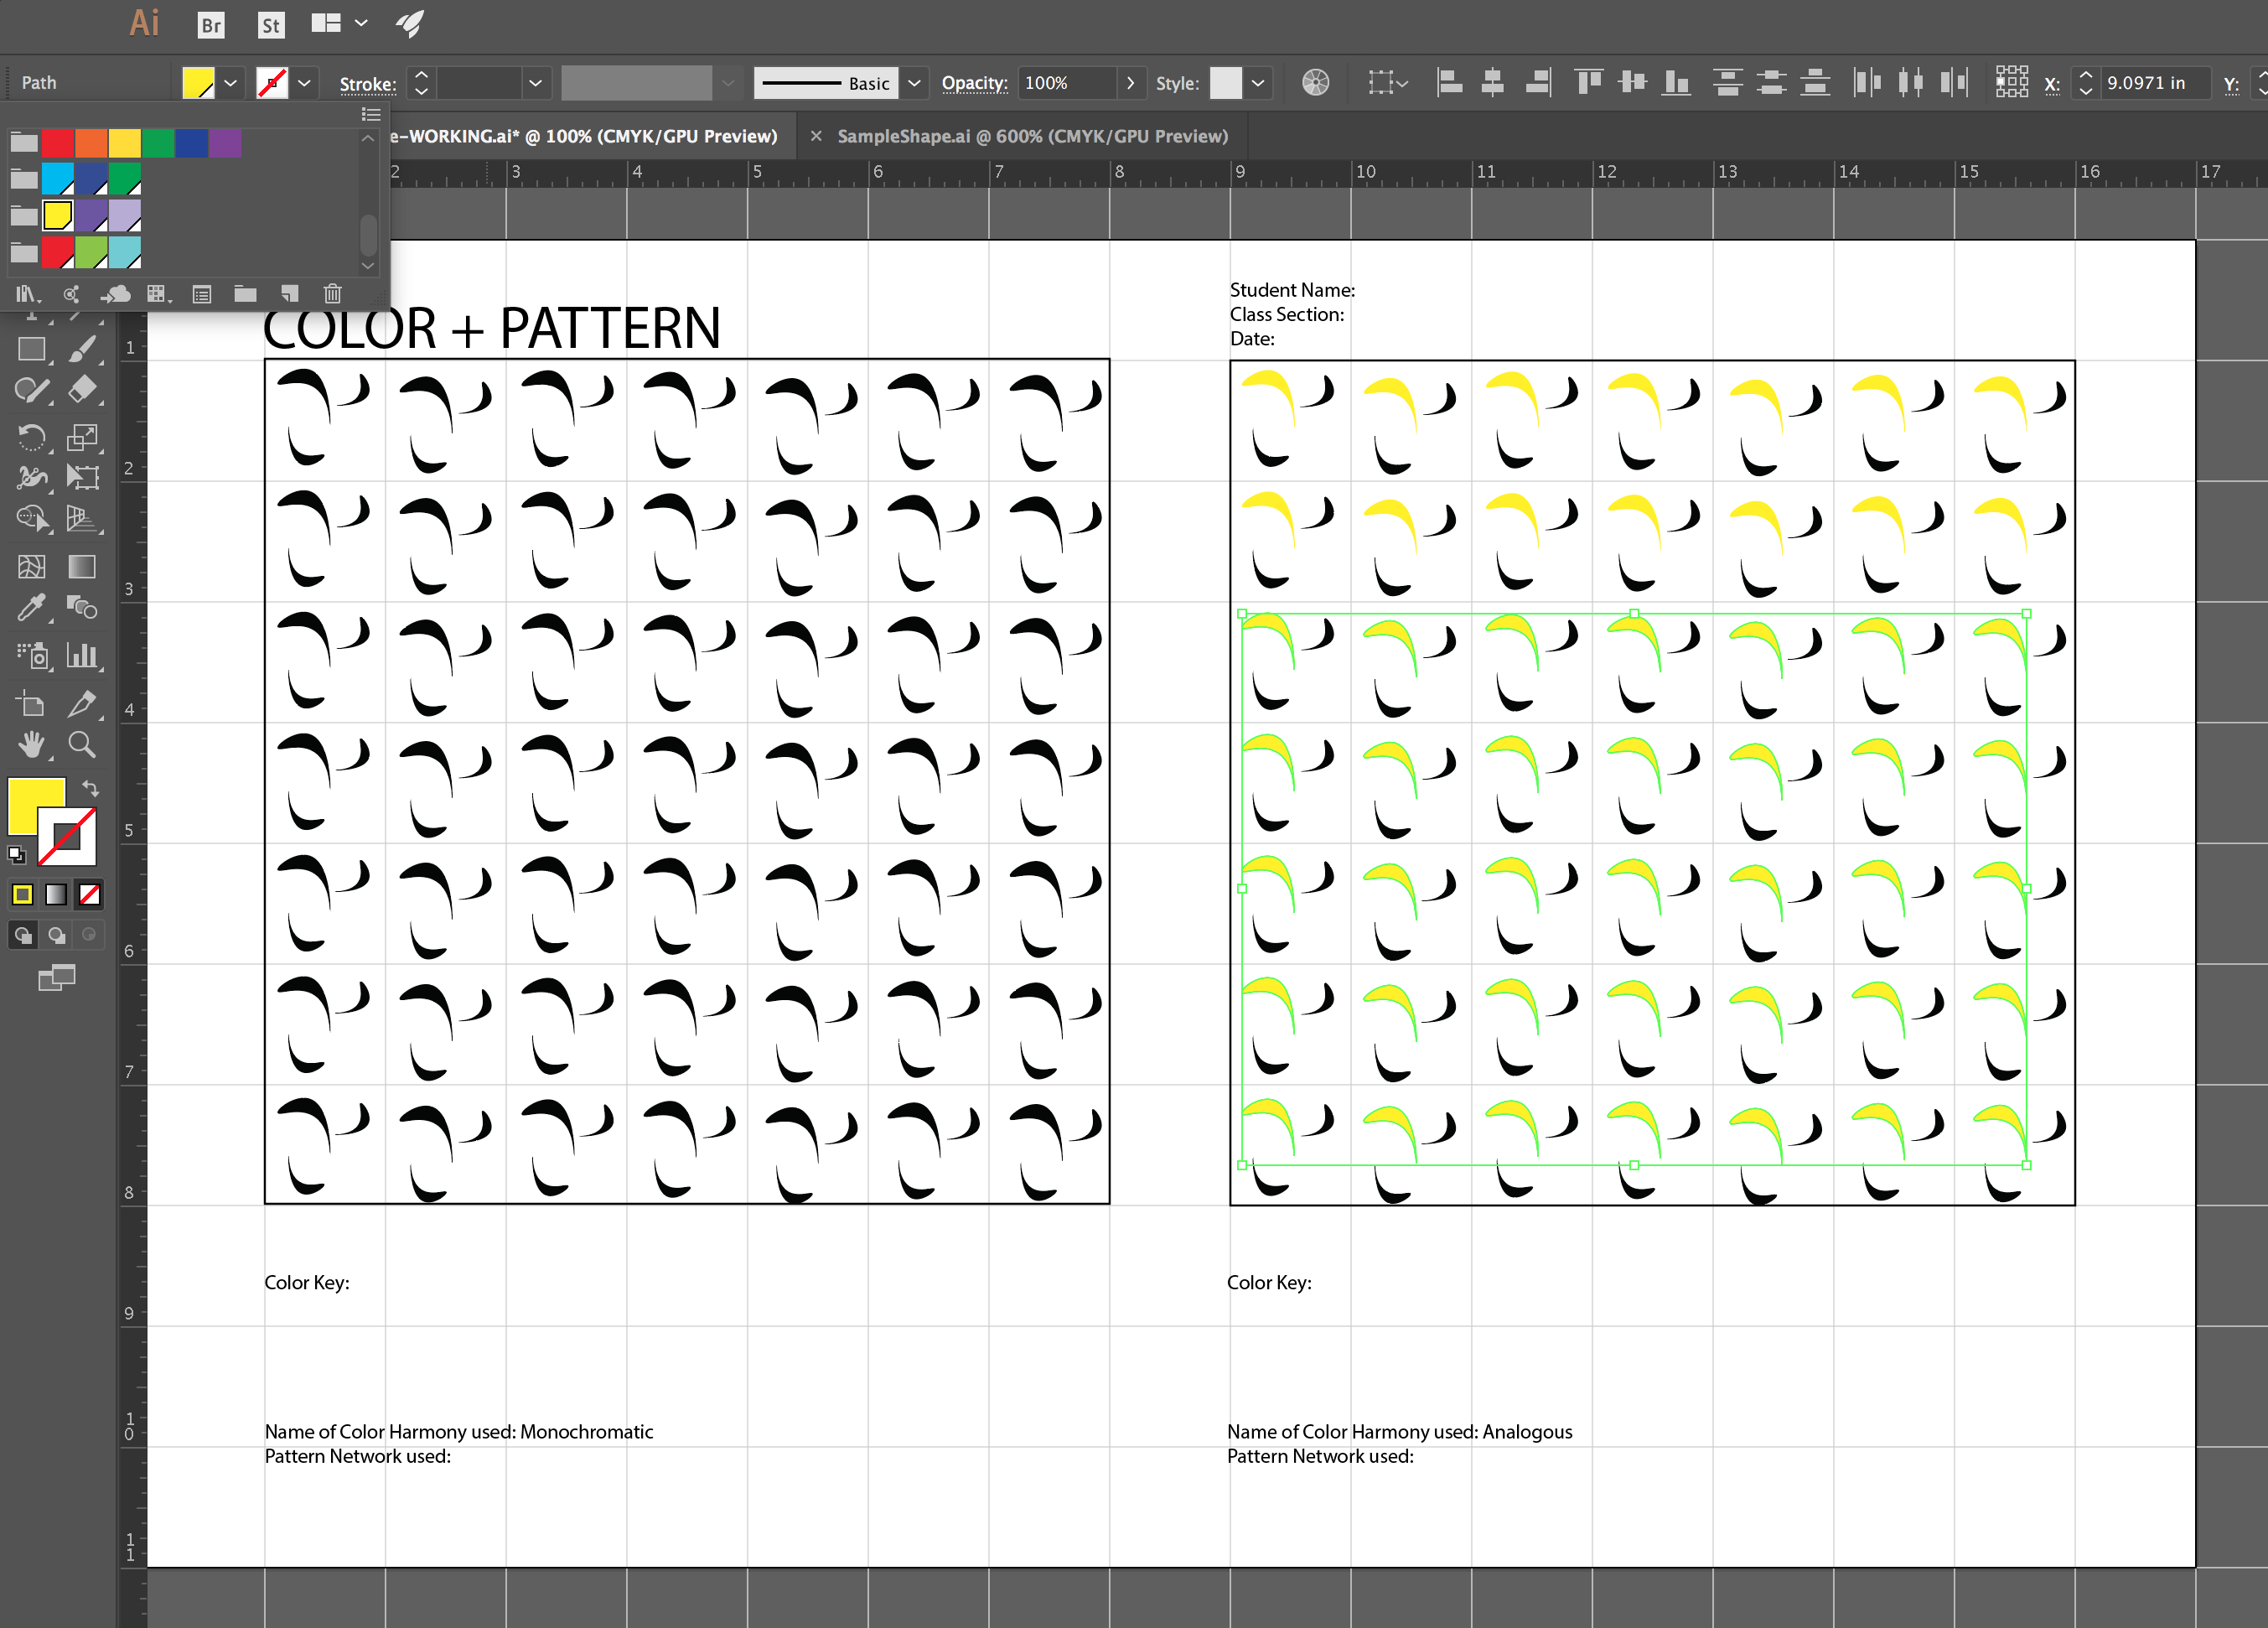 Ai Br St
Path Stroke: Basic Opacity: 100% Style: X: 9.0971 in Y:
e-WORKING.ai* @ 100% (CMYK/GPU Preview) × SampleShape.ai @ 600% (CMYK/GPU Preview)
2 3 4 5 6 7 8 9 10 11 12 13 14 15 16 17
Student Name:
Class Section:
Date:
COLOR + PATTERN
1
2
3
4
5
6
7
8
Color Key: Color Key:
9
10
Name of Color Harmony used: Monochromatic Name of Color Harmony used: Analogous
Pattern Network used: Pattern Network used:
11